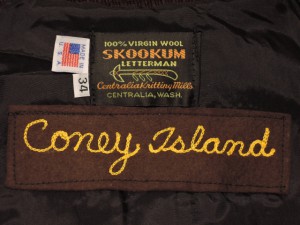 MADE IN
U.S.A.
34
100% VIRGIN WOOL
SKOOKUM
LETTERMAN
Centralia Knitting Mills
CENTRALIA, WASH.
Coney Island